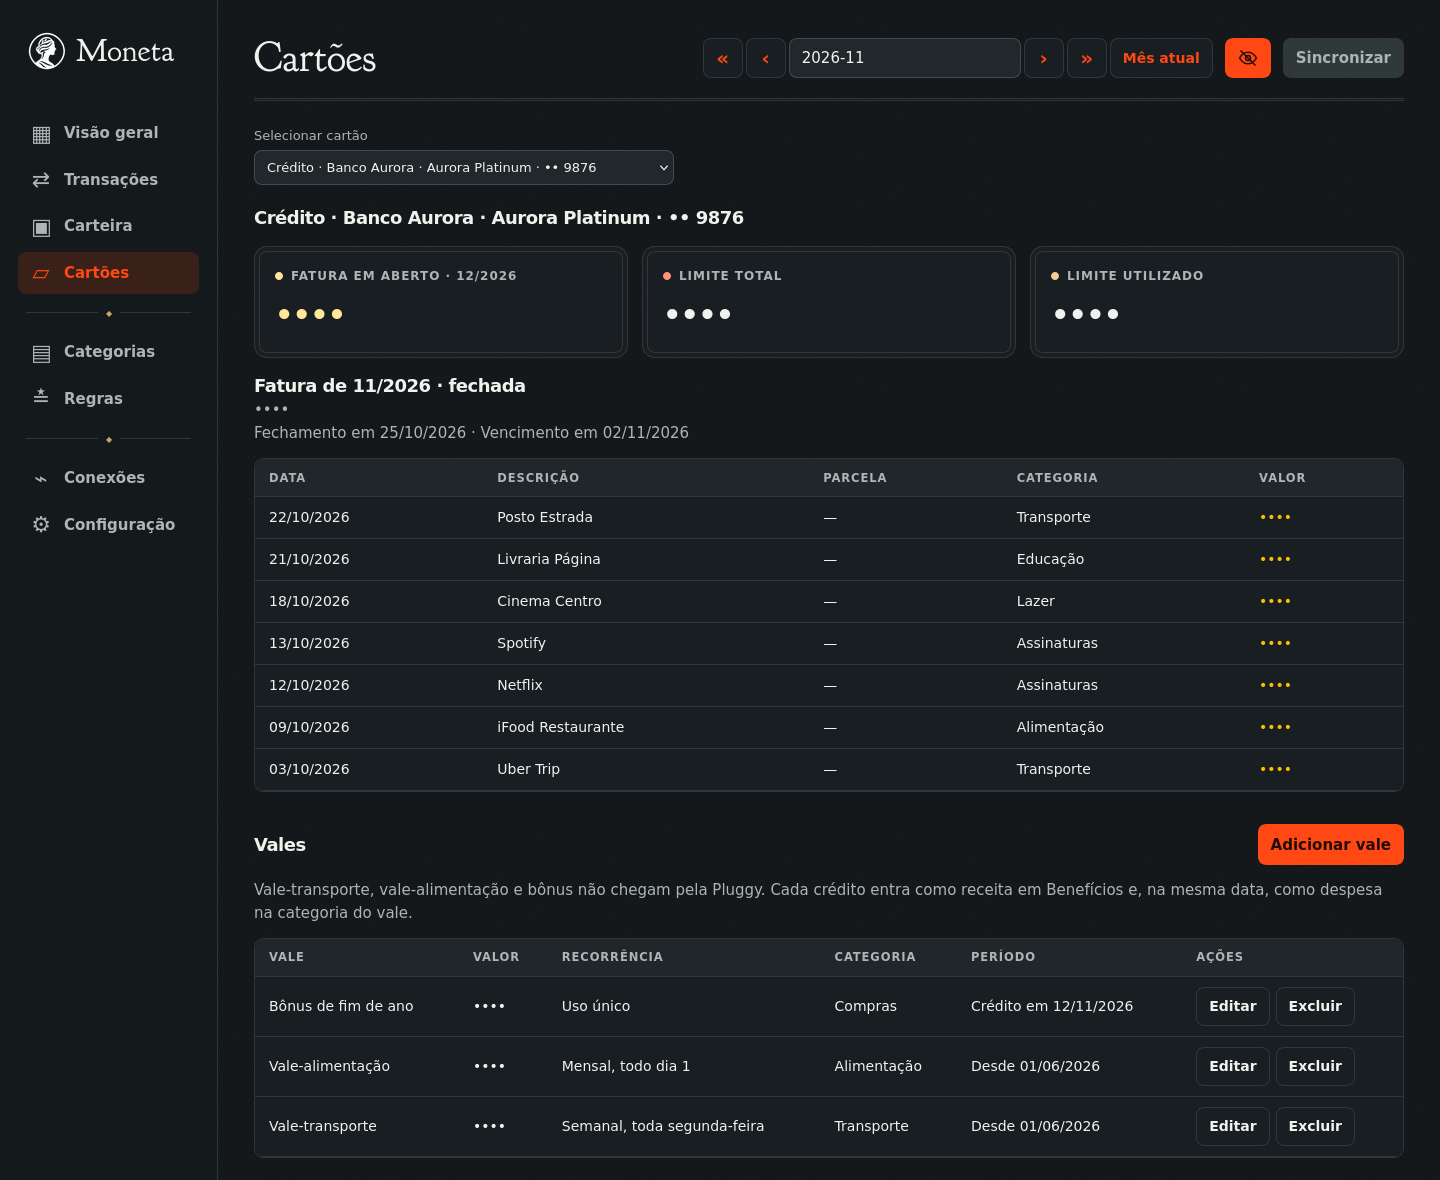 Moneta
Visão geral
Transações
Carteira
Cartões
Categorias
Regras
Conexões
Configuração
Cartões
« ‹ 2026-11 › » Mês atual Sincronizar
Selecionar cartão
Crédito · Banco Aurora · Aurora Platinum · •• 9876
Crédito · Banco Aurora · Aurora Platinum · •• 9876
FATURA EM ABERTO · 12/2026
••••
LIMITE TOTAL
••••
LIMITE UTILIZADO
••••
Fatura de 11/2026 · fechada
••••
Fechamento em 25/10/2026 · Vencimento em 02/11/2026
DATA DESCRIÇÃO PARCELA CATEGORIA VALOR
22/10/2026 Posto Estrada — Transporte ••••
21/10/2026 Livraria Página — Educação ••••
18/10/2026 Cinema Centro — Lazer ••••
13/10/2026 Spotify — Assinaturas ••••
12/10/2026 Netflix — Assinaturas ••••
09/10/2026 iFood Restaurante — Alimentação ••••
03/10/2026 Uber Trip — Transporte ••••
Vales Adicionar vale
Vale-transporte, vale-alimentação e bônus não chegam pela Pluggy. Cada crédito entra como receita em Benefícios e, na mesma data, como despesa
na categoria do vale.
VALE VALOR RECORRÊNCIA CATEGORIA PERÍODO AÇÕES
Bônus de fim de ano •••• Uso único Compras Crédito em 12/11/2026 Editar Excluir
Vale-alimentação •••• Mensal, todo dia 1 Alimentação Desde 01/06/2026 Editar Excluir
Vale-transporte •••• Semanal, toda segunda-feira Transporte Desde 01/06/2026 Editar Excluir